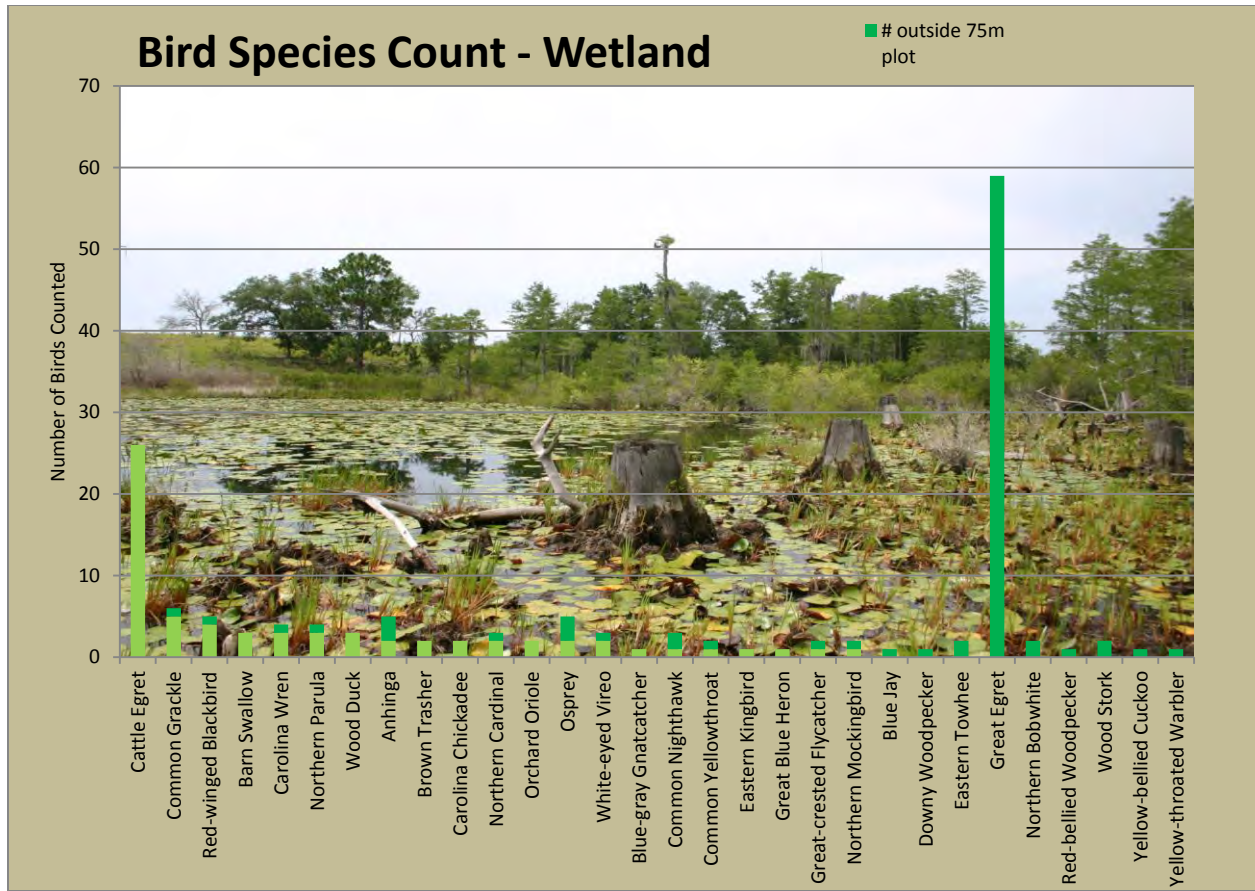 Bird Species Count - Wetland
# outside 75m
plot
Number of Birds Counted
70
60
50
40
30
20
10
0
Cattle Egret
Common Grackle
Red-winged Blackbird
Barn Swallow
Carolina Wren
Northern Parula
Wood Duck
Anhinga
Brown Trasher
Carolina Chickadee
Northern Cardinal
Orchard Oriole
Osprey
White-eyed Vireo
Blue-gray Gnatcatcher
Common Nighthawk
Common Yellowthroat
Eastern Kingbird
Great Blue Heron
Great-crested Flycatcher
Northern Mockingbird
Blue Jay
Downy Woodpecker
Eastern Towhee
Great Egret
Northern Bobwhite
Red-bellied Woodpecker
Wood Stork
Yellow-bellied Cuckoo
Yellow-throated Warbler